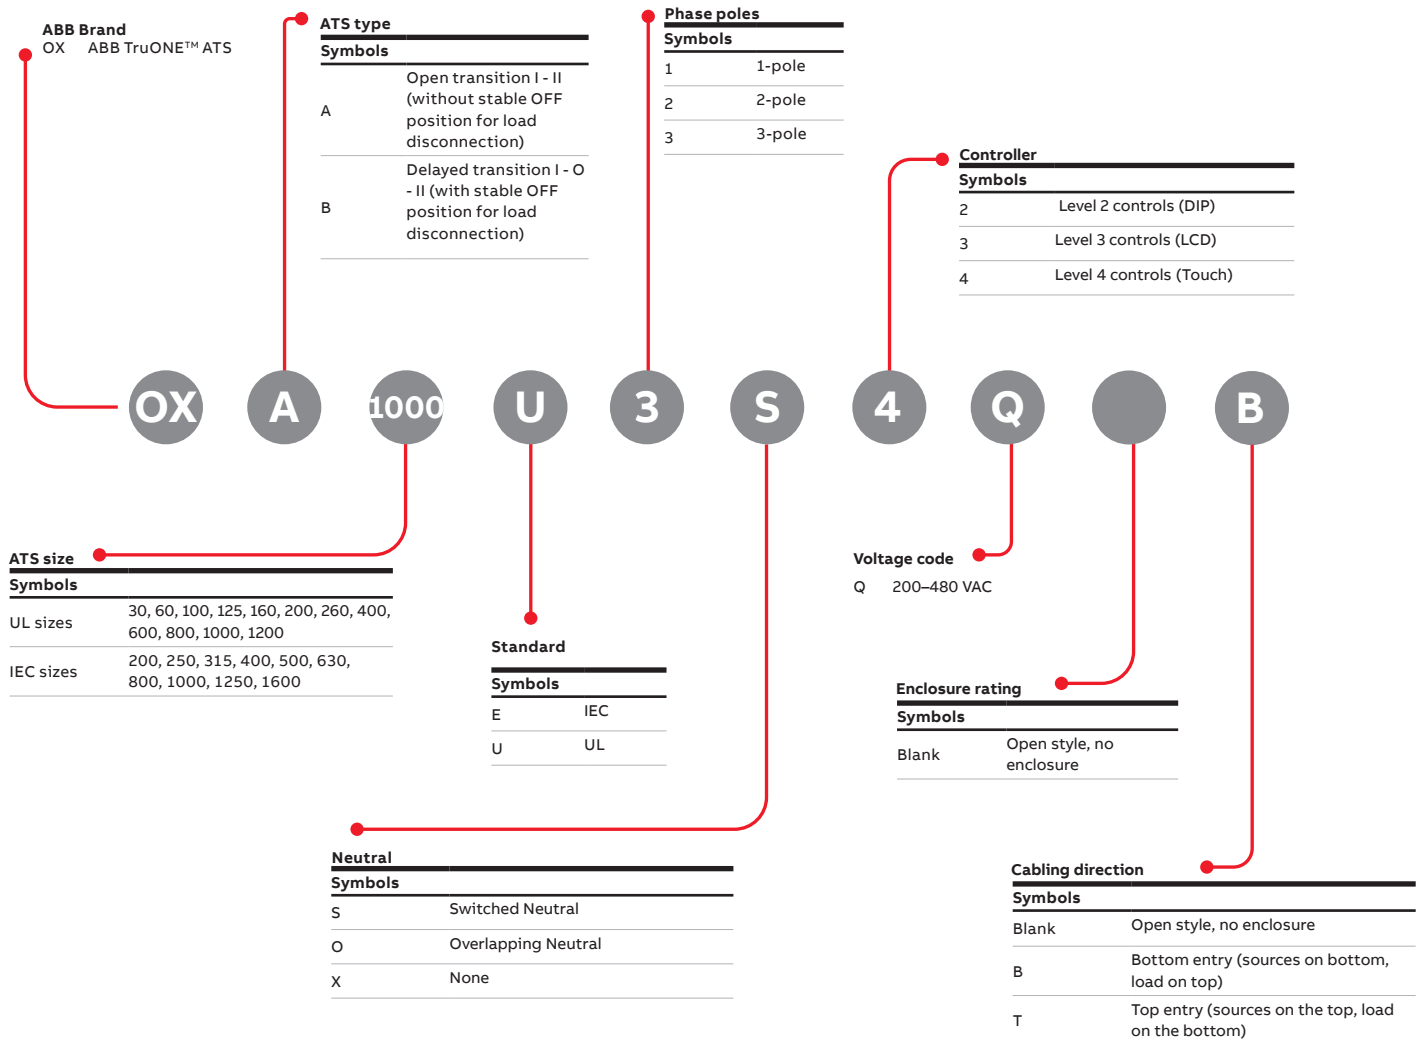 ABB Brand
OX ABB TruONE™ ATS
ATS type
Symbols
A
Open transition I - II
(without stable OFF
position for load
disconnection)
B
Delayed transition I - O
- II (with stable OFF
position for load
disconnection)
Phase poles
Symbols
1 1-pole
2 2-pole
3 3-pole
Controller
Symbols
2 Level 2 controls (DIP)
3 Level 3 controls (LCD)
4 Level 4 controls (Touch)
OX A 1000 U 3 S 4 Q B
ATS size
Symbols
UL sizes
30, 60, 100, 125, 160, 200, 260, 400,
600, 800, 1000, 1200
IEC sizes
200, 250, 315, 400, 500, 630,
800, 1000, 1250, 1600
Standard
Symbols
E IEC
U UL
Voltage code
Q 200–480 VAC
Enclosure rating
Symbols
Blank
Open style, no
enclosure
Neutral
Symbols
S Switched Neutral
O Overlapping Neutral
X None
Cabling direction
Symbols
Blank Open style, no enclosure
B
Bottom entry (sources on bottom,
load on top)
T
Top entry (sources on the top, load
on the bottom)